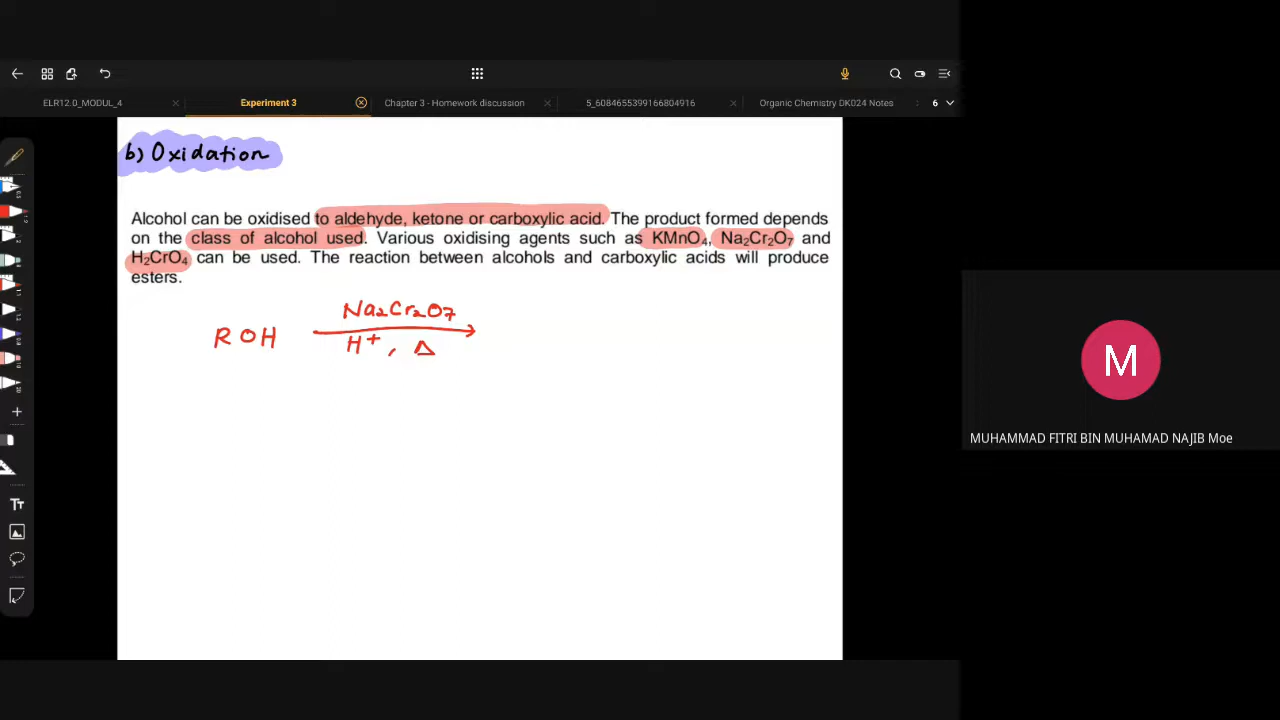 ELR12.0_MODUL_4
Experiment 3
Chapter 3 - Homework discussion
5_6084655399166804916
Organic Chemistry DK024 Notes
6
b) Oxidation
Alcohol can be oxidised to aldehyde, ketone or carboxylic acid. The product formed depends
on the class of alcohol used. Various oxidising agents such as KMnO₄, Na₂Cr₂O₇ and
H₂CrO₄ can be used. The reaction between alcohols and carboxylic acids will produce
esters.
Na₂Cr₂O₇
ROH
H⁺, Δ
Tt
M
MUHAMMAD FITRI BIN MUHAMAD NAJIB Moe